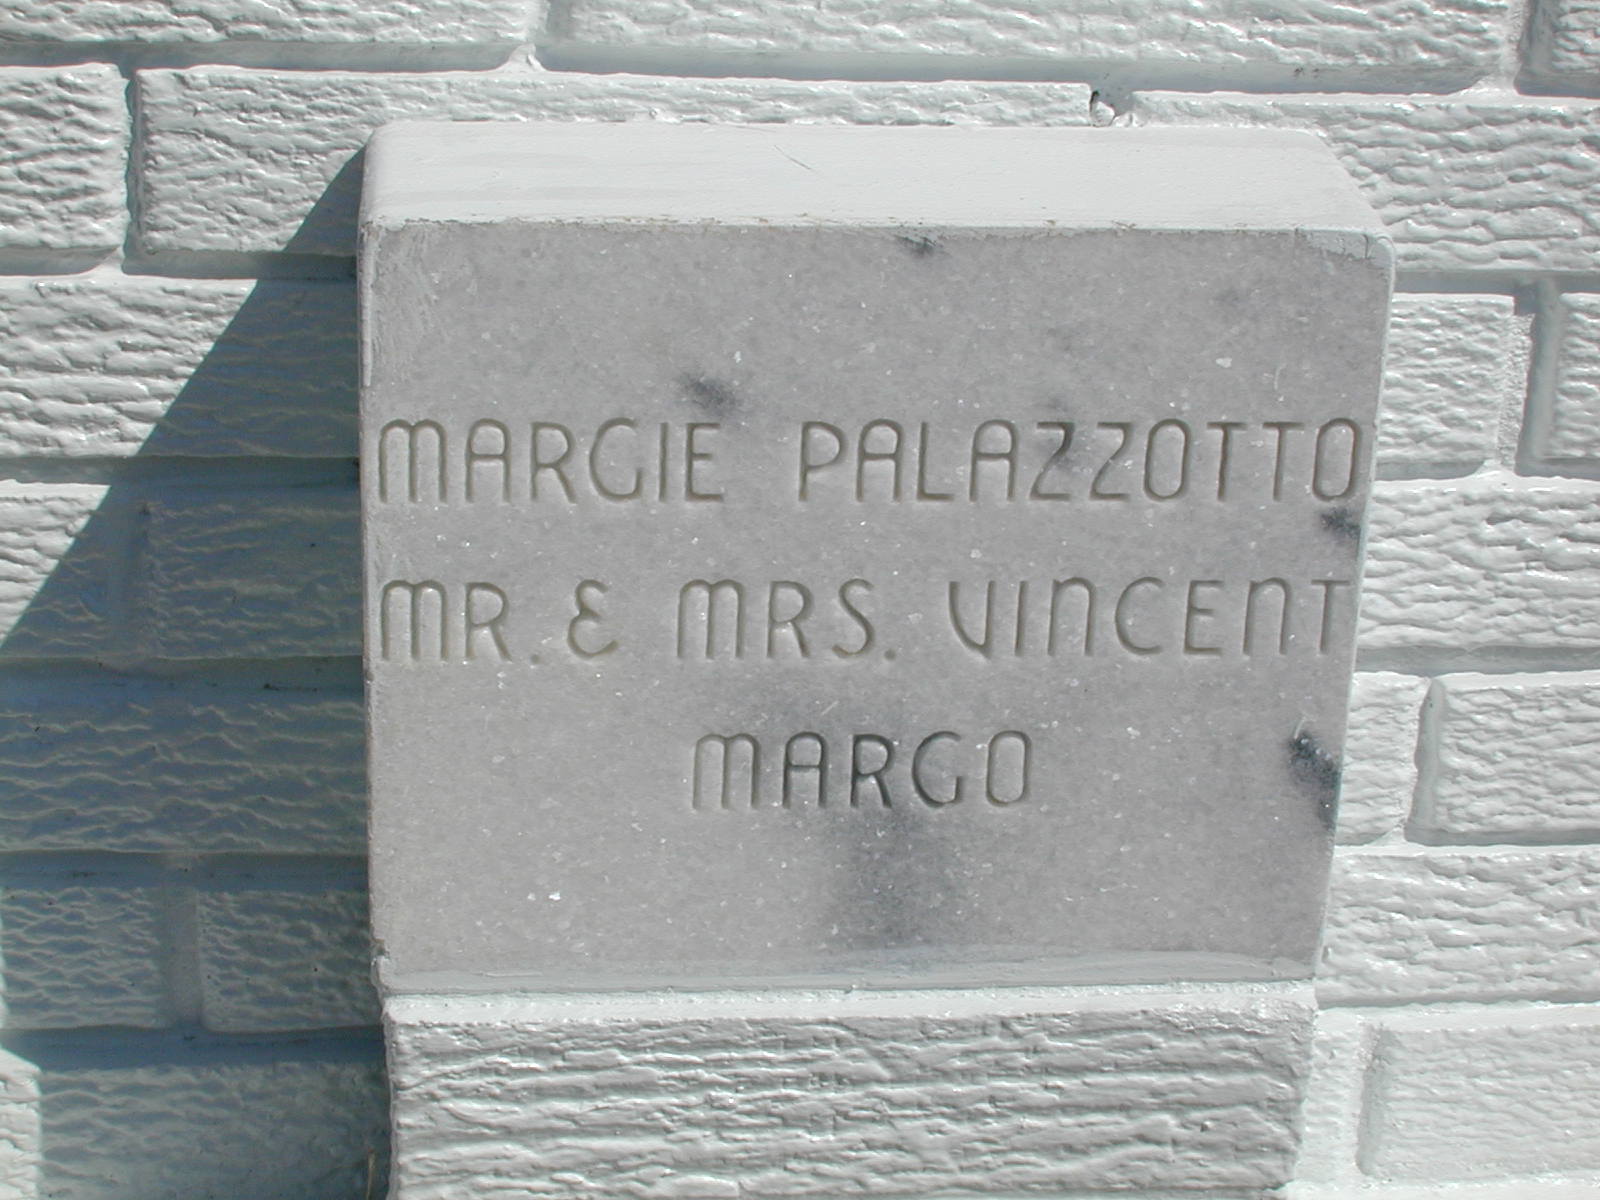 MARGIE PALAZZOTTO
MR. & MRS. VINCENT
MARGO